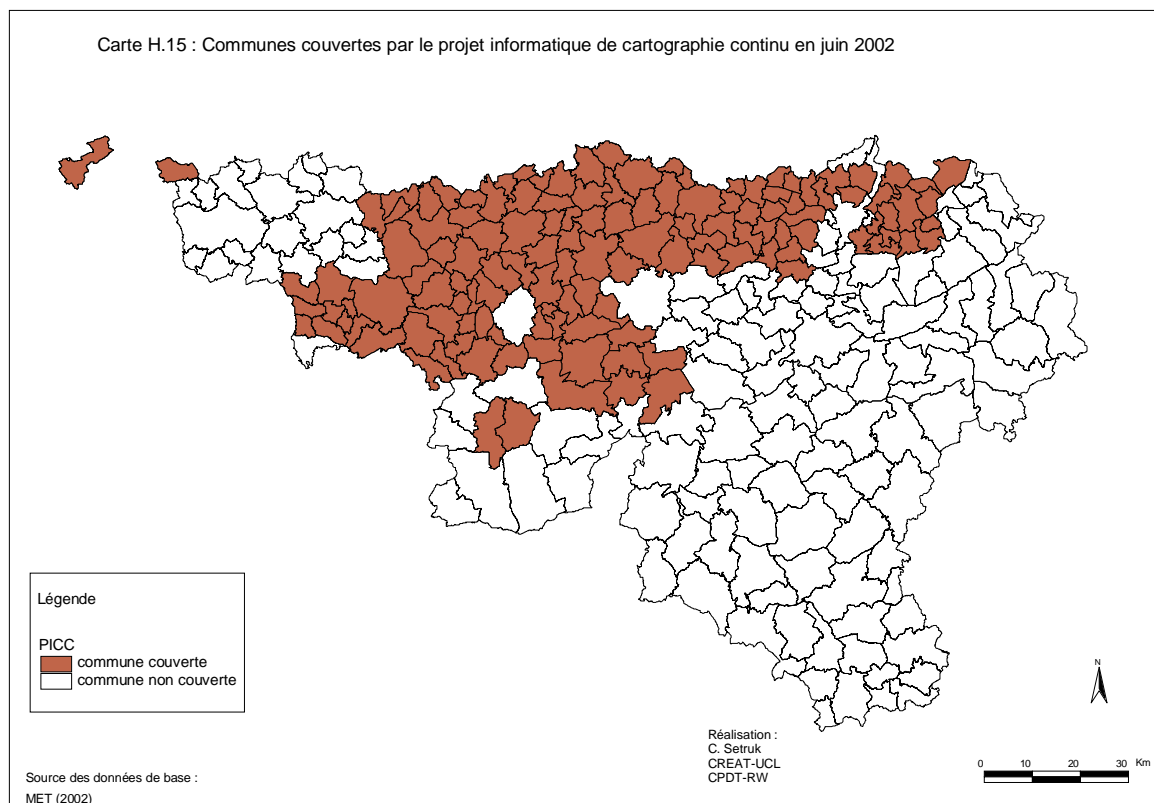 Carte H.15 : Communes couvertes par le projet informatique de cartographie continu en juin 2002
Légende
PICC
commune couverte
commune non couverte
N
Réalisation :
C. Setruk
CREAT-UCL
CPDT-RW
0 10 20 30 Km
Source des données de base :
MET (2002)